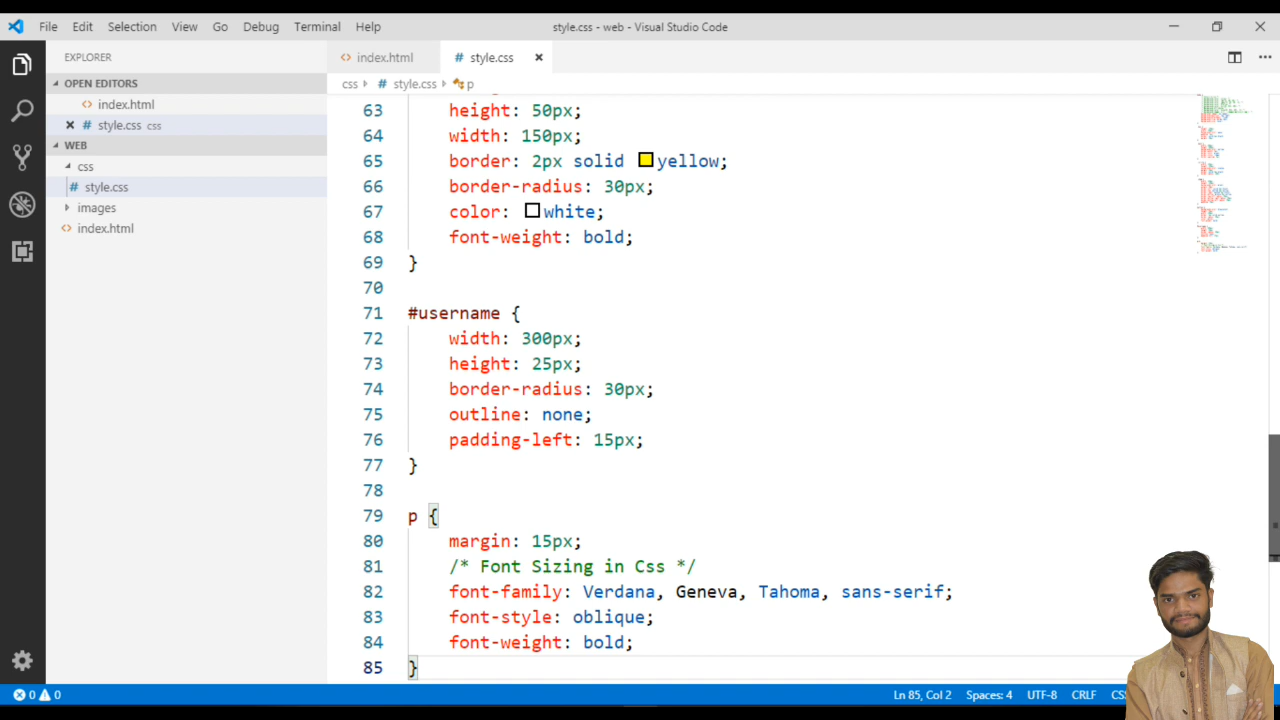 File Edit Selection View Go Debug Terminal Help
style.css - web - Visual Studio Code
EXPLORER
OPEN EDITORS
index.html
style.css css
WEB
css
style.css
images
index.html
index.html
style.css
css style.css p
63 height: 50px;
64 width: 150px;
65 border: 2px solid yellow;
66 border-radius: 30px;
67 color: white;
68 font-weight: bold;
69 }
70
71 #username {
72 width: 300px;
73 height: 25px;
74 border-radius: 30px;
75 outline: none;
76 padding-left: 15px;
77 }
78
79 p {
80 margin: 15px;
81 /* Font Sizing in Css */
82 font-family: Verdana, Geneva, Tahoma, sans-serif;
83 font-style: oblique;
84 font-weight: bold;
85 }
0 0
Ln 85, Col 2 Spaces: 4 UTF-8 CRLF